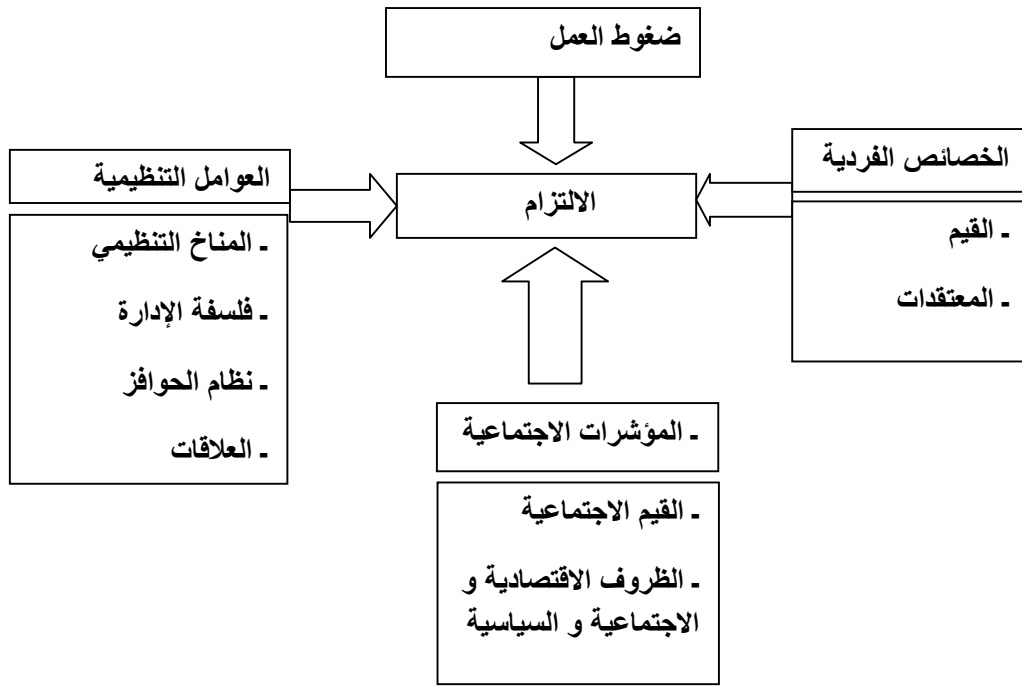 ضغوط العمل
الخصائص الفردية
ـ القيم
ـ المعتقدات
الالتزام
العوامل التنظيمية
ـ المناخ التنظيمي
ـ فلسفة الإدارة
ـ نظام الحوافز
ـ العلاقات
ـ المؤشرات الاجتماعية
ـ القيم الاجتماعية
ـ الظروف الاقتصادية و
الاجتماعية و السياسية